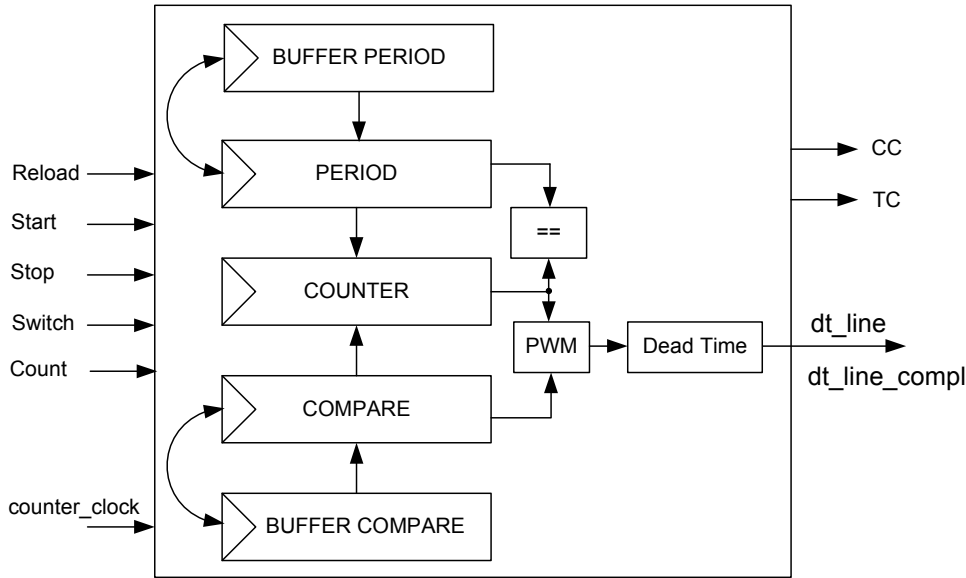 BUFFER PERIOD
PERIOD
==
COUNTER
PWM
Dead Time
COMPARE
BUFFER COMPARE
Reload
Start
Stop
Switch
Count
counter_clock
CC
TC
dt_line
dt_line_compl